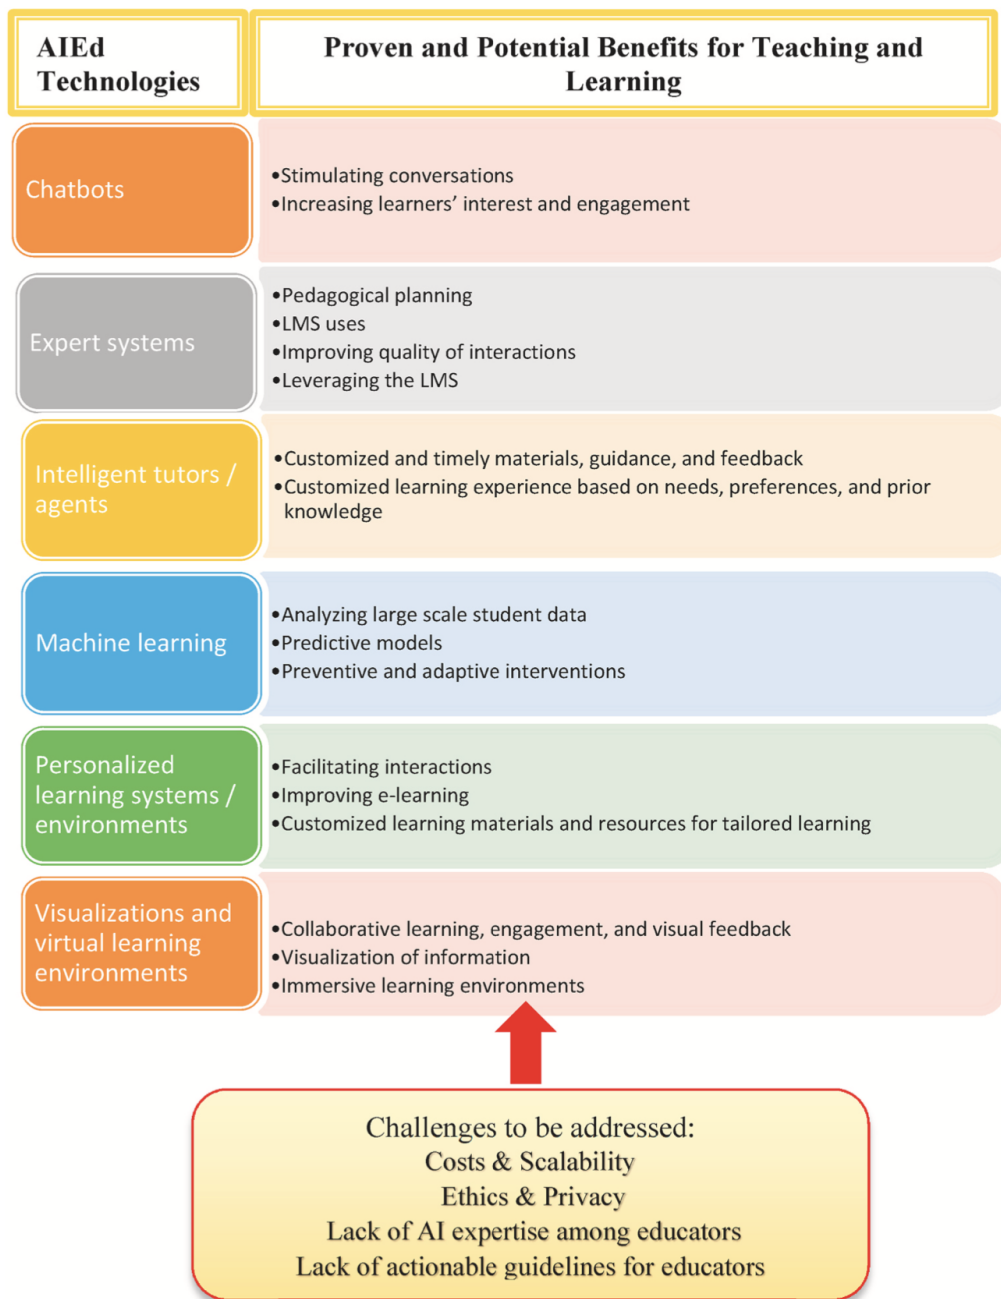 AIEd
Technologies
Proven and Potential Benefits for Teaching and
Learning
Chatbots
•Stimulating conversations
•Increasing learners’ interest and engagement
Expert systems
•Pedagogical planning
•LMS uses
•Improving quality of interactions
•Leveraging the LMS
Intelligent tutors /
agents
•Customized and timely materials, guidance, and feedback
•Customized learning experience based on needs, preferences, and prior
knowledge
Machine learning
•Analyzing large scale student data
•Predictive models
•Preventive and adaptive interventions
Personalized
learning systems /
environments
•Facilitating interactions
•Improving e-learning
•Customized learning materials and resources for tailored learning
Visualizations and
virtual learning
environments
•Collaborative learning, engagement, and visual feedback
•Visualization of information
•Immersive learning environments
Challenges to be addressed:
Costs & Scalability
Ethics & Privacy
Lack of AI expertise among educators
Lack of actionable guidelines for educators